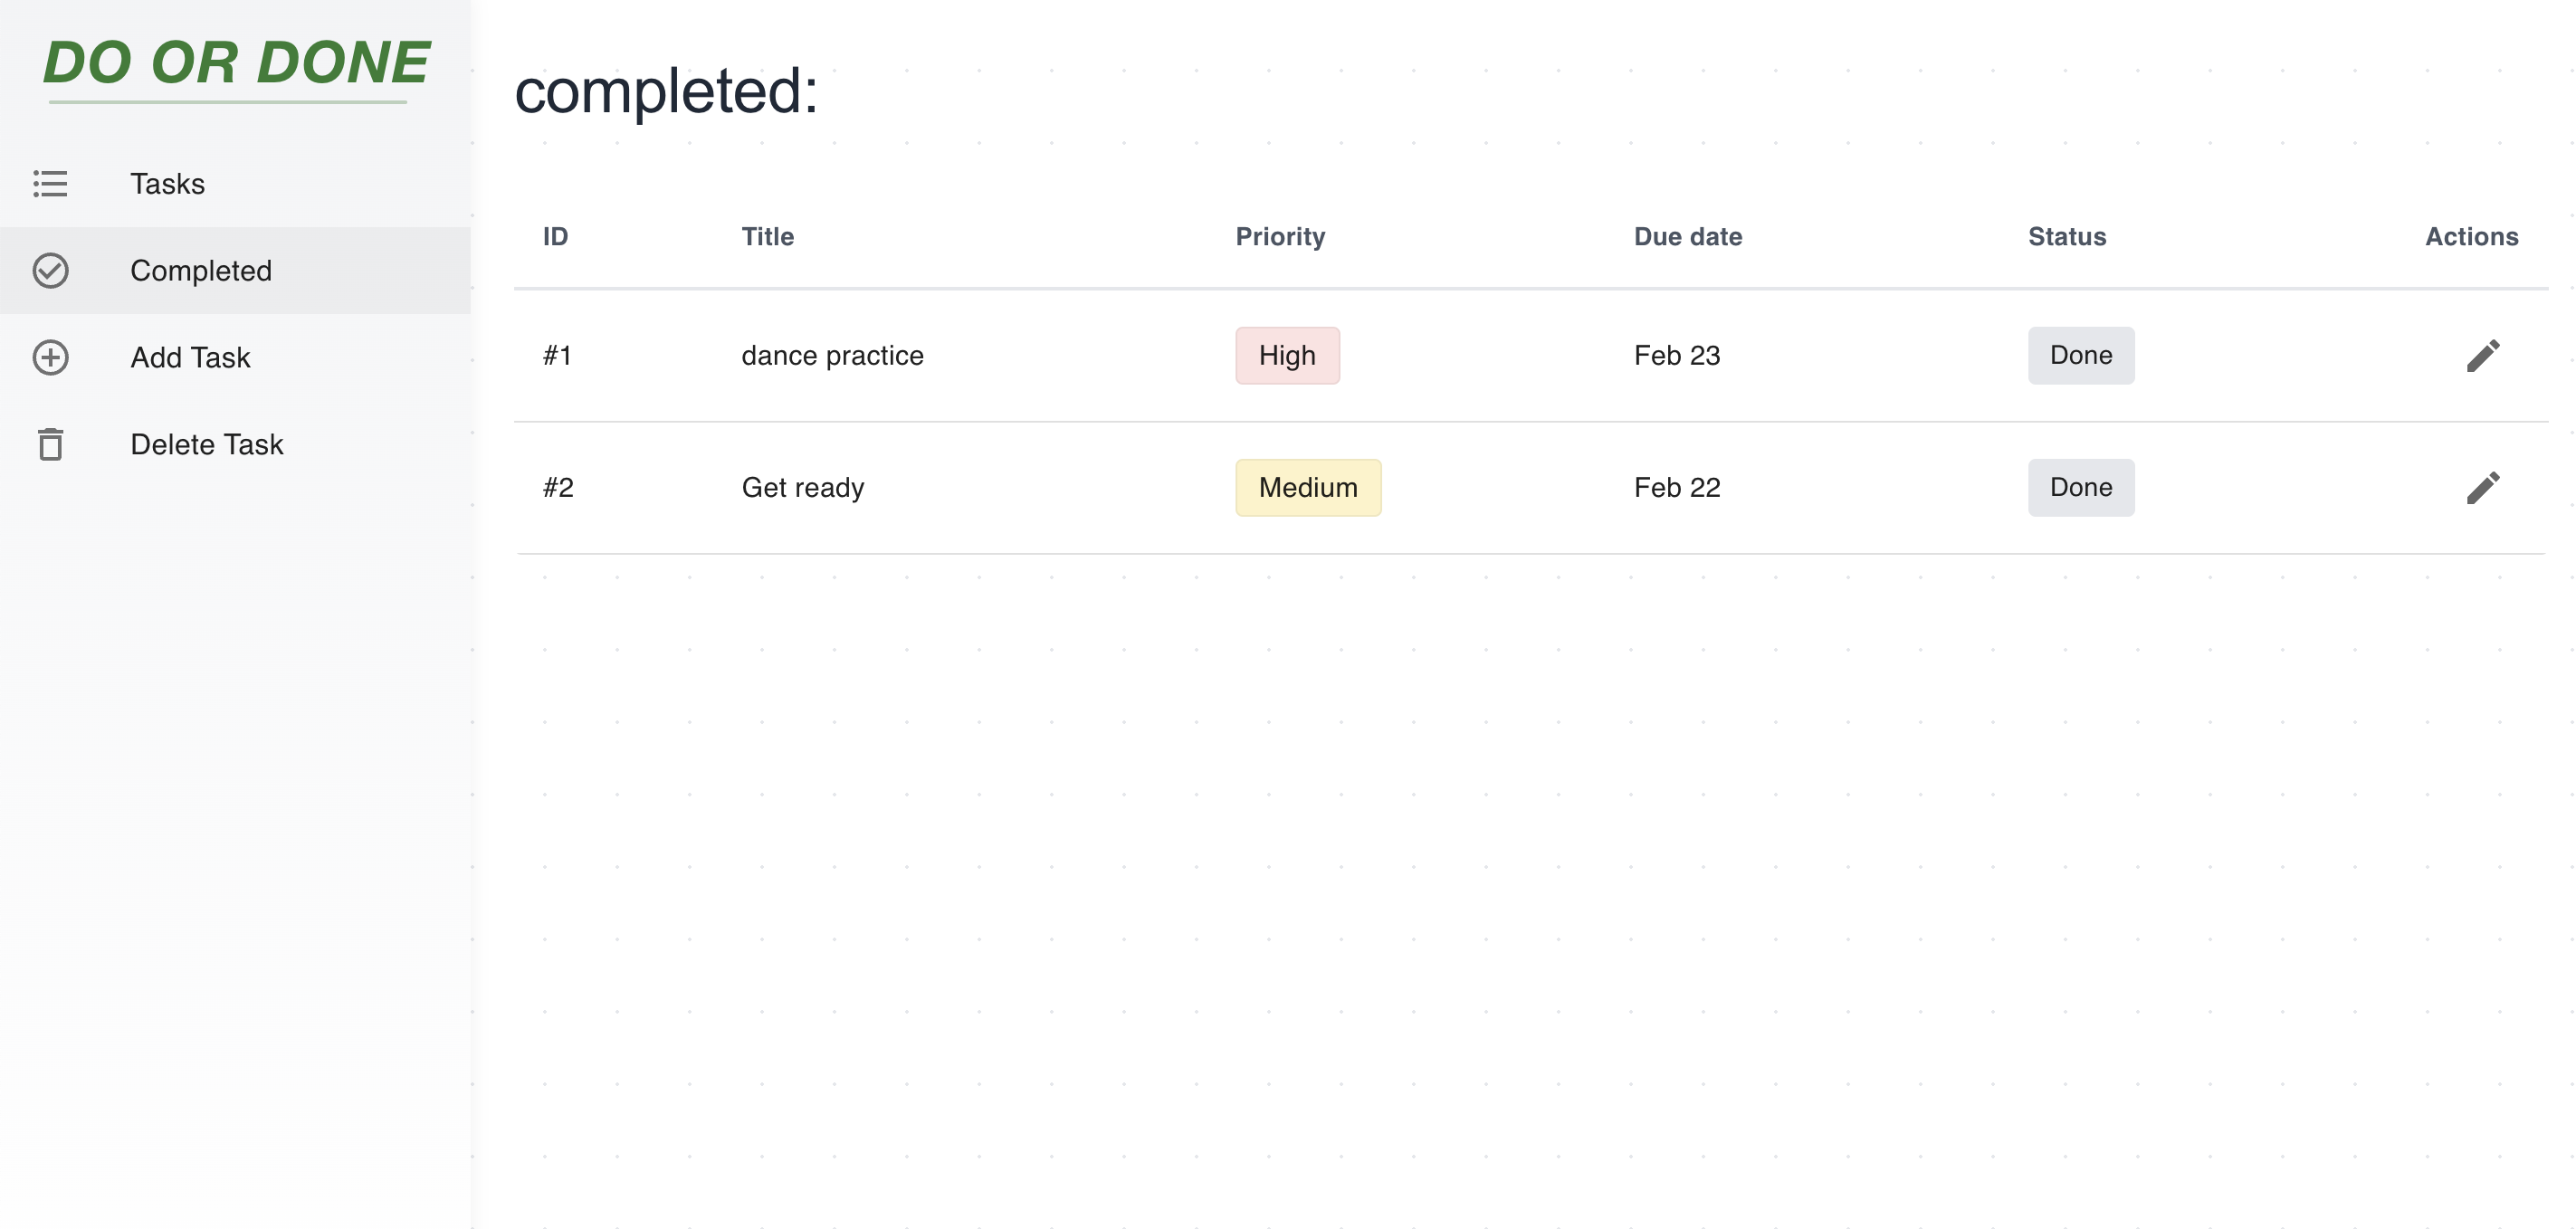 DO OR DONE
Tasks
Completed
Add Task
Delete Task
completed:
ID Title Priority Due date Status Actions
#1 dance practice High Feb 23 Done
#2 Get ready Medium Feb 22 Done